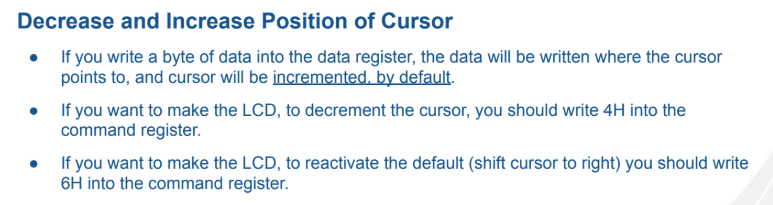 Decrease and Increase Position of Cursor
● If you write a byte of data into the data register, the data will be written where the cursor
points to, and cursor will be incremented, by default.
● If you want to make the LCD, to decrement the cursor, you should write 4H into the
command register.
● If you want to make the LCD, to reactivate the default (shift cursor to right) you should write
6H into the command register.